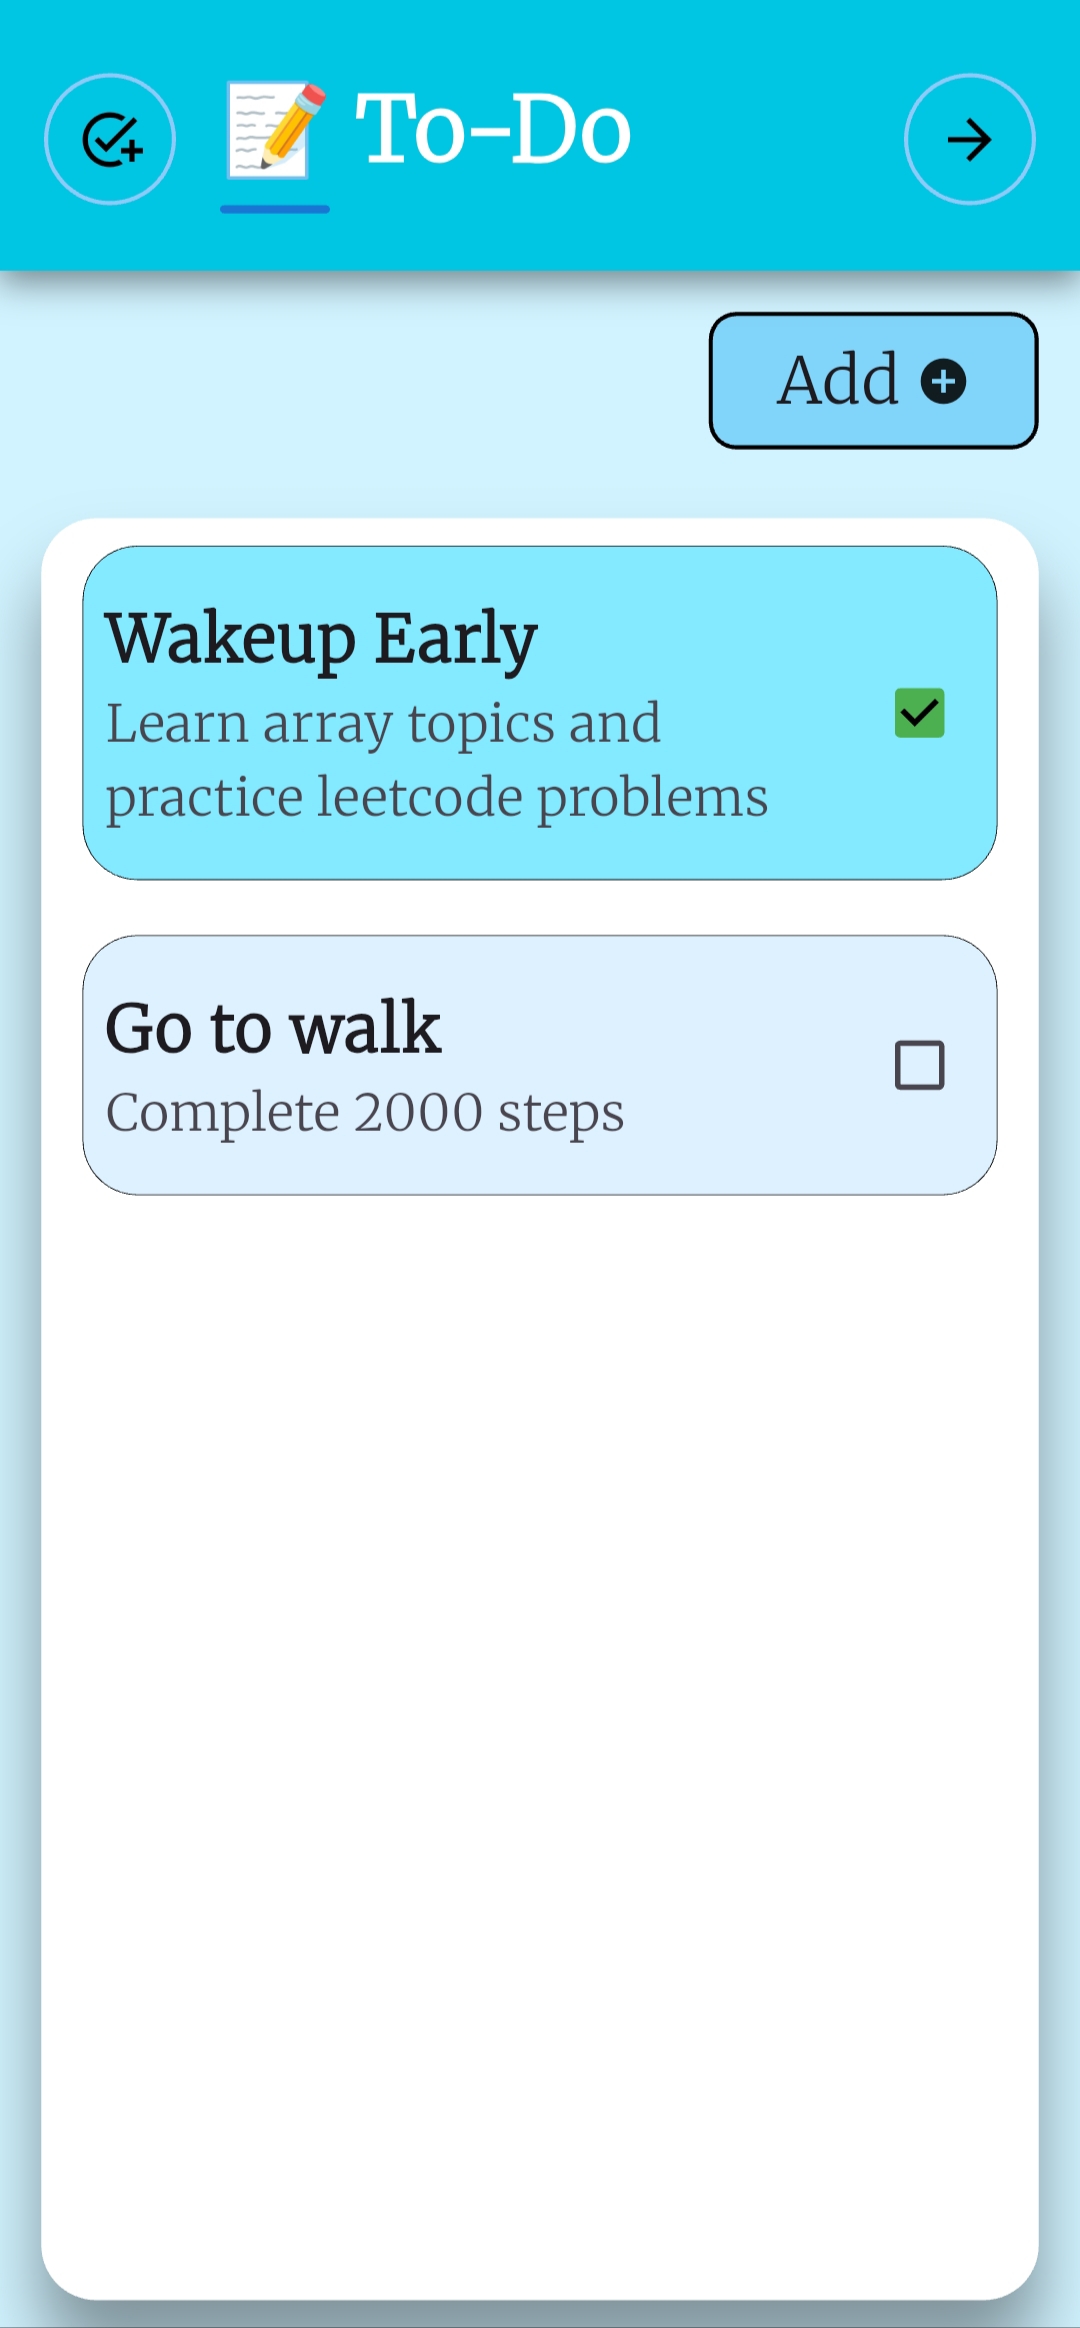 📝 To-Do
Add
Wakeup Early
Learn array topics and
practice leetcode problems
Go to walk
Complete 2000 steps